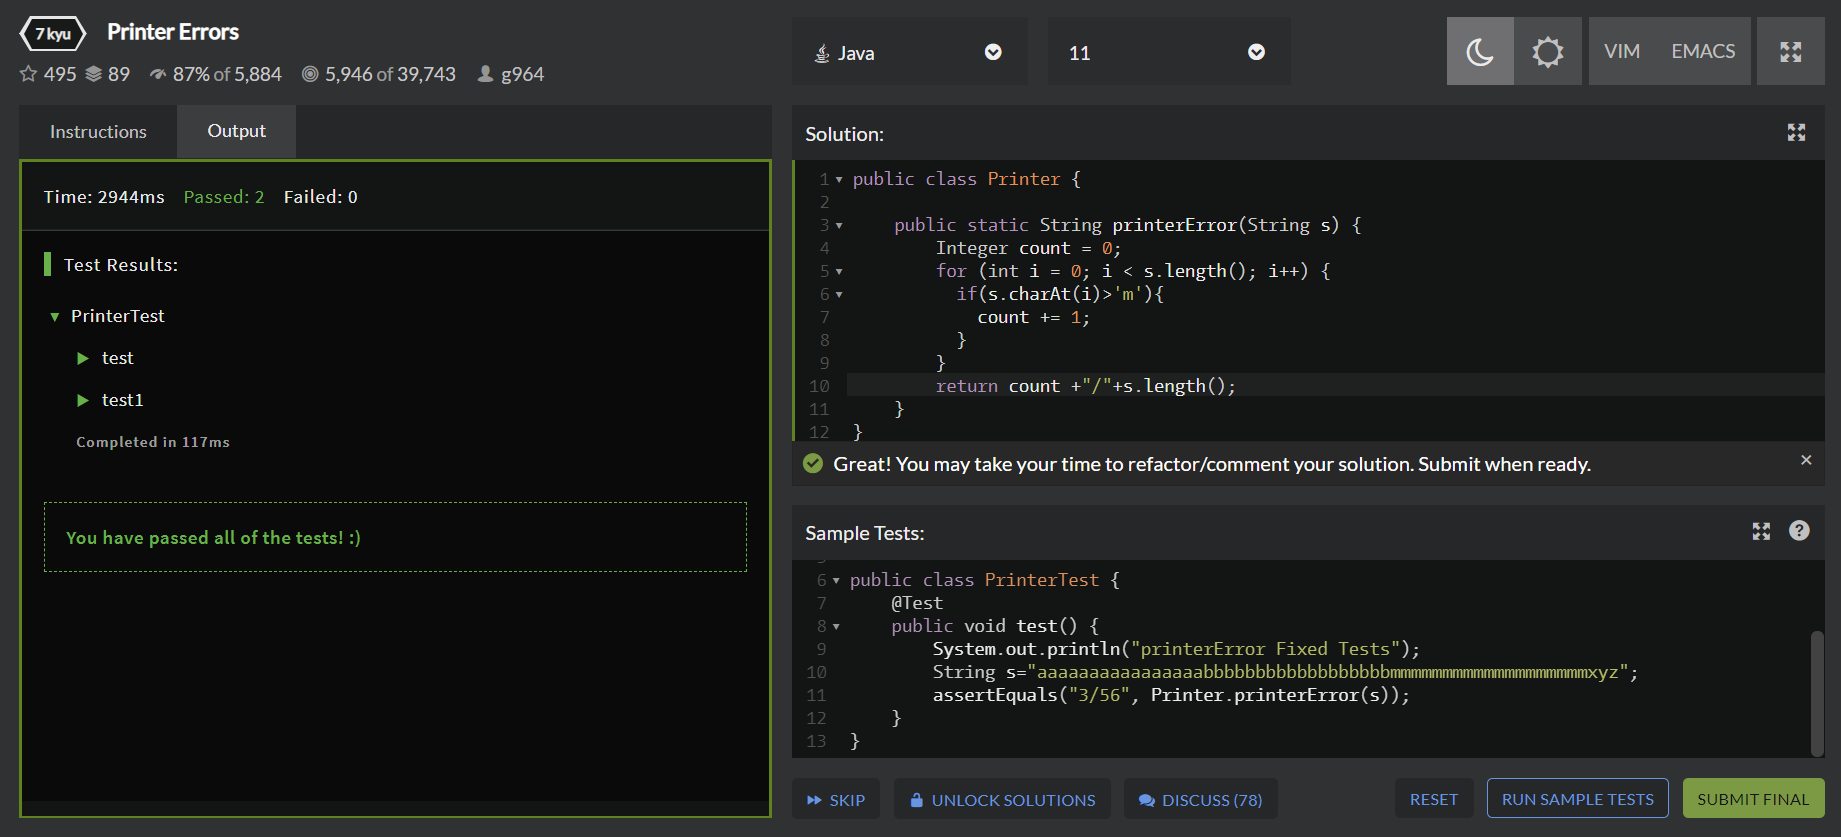 7 kyu Printer Errors
495 89 87% of 5,884 5,946 of 39,743 g964
Java
11
VIM EMACS
Instructions Output
Time: 2944ms Passed: 2 Failed: 0
Test Results:
PrinterTest
test
test1
Completed in 117ms
You have passed all of the tests! :)
Solution:
1 public class Printer {
2
3 public static String printerError(String s) {
4 Integer count = 0;
5 for (int i = 0; i < s.length(); i++) {
6 if(s.charAt(i)>'m'){
7 count += 1;
8 }
9 }
10 return count +"/"+s.length();
11 }
12 }
Great! You may take your time to refactor/comment your solution. Submit when ready.
Sample Tests:
6 public class PrinterTest {
7 @Test
8 public void test() {
9 System.out.println("printerError Fixed Tests");
10 String s="aaaaaaaaaaaaaaaabbbbbbbbbbbbbbbbbbmmmmmmmmmmmmmmmmmmmxyz";
11 assertEquals("3/56", Printer.printerError(s));
12 }
13 }
SKIP UNLOCK SOLUTIONS DISCUSS (78) RESET RUN SAMPLE TESTS SUBMIT FINAL